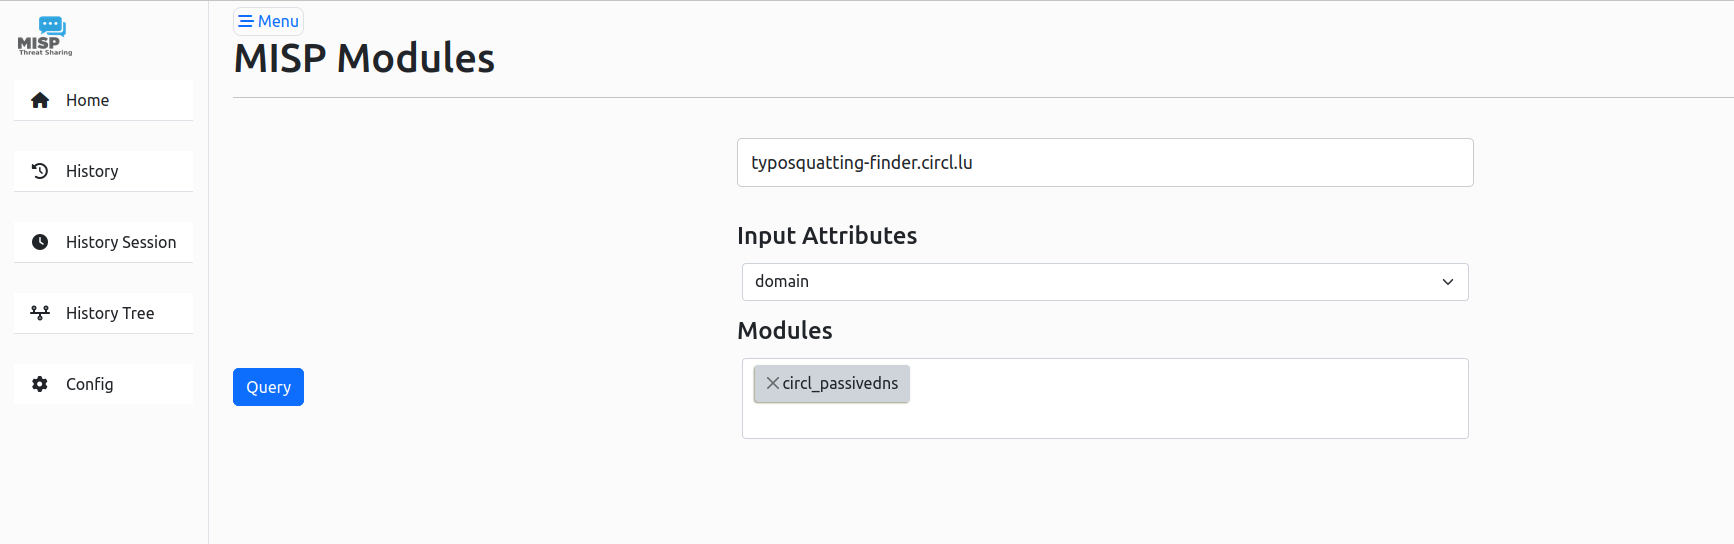 MISP
Threat Sharing
Home
History
History Session
History Tree
Config
Menu
MISP Modules
typosquatting-finder.circl.lu
Input Attributes
domain
Modules
circl_passivedns
Query